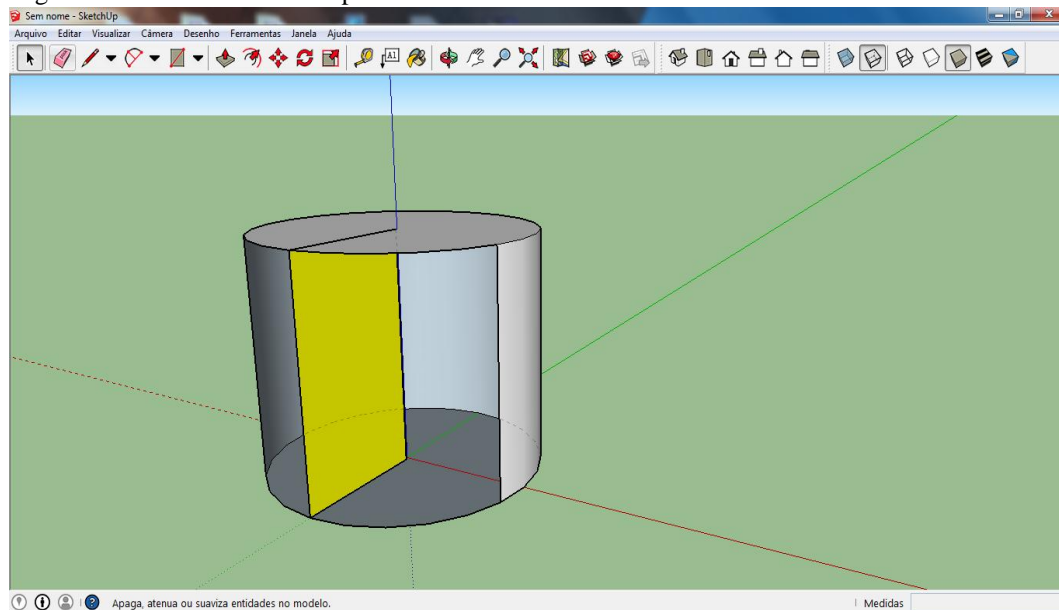 Sem nome - SketchUp
Arquivo Editar Visualizar Câmera Desenho Ferramentas Janela Ajuda
A1
Apaga, atenua ou suaviza entidades no modelo.
Medidas